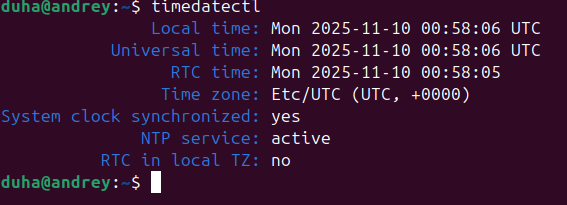 duha@andrey:~$ timedatectl
Local time: Mon 2025-11-10 00:58:06 UTC
Universal time: Mon 2025-11-10 00:58:06 UTC
RTC time: Mon 2025-11-10 00:58:05
Time zone: Etc/UTC (UTC, +0000)
System clock synchronized: yes
NTP service: active
RTC in local TZ: no
duha@andrey:~$